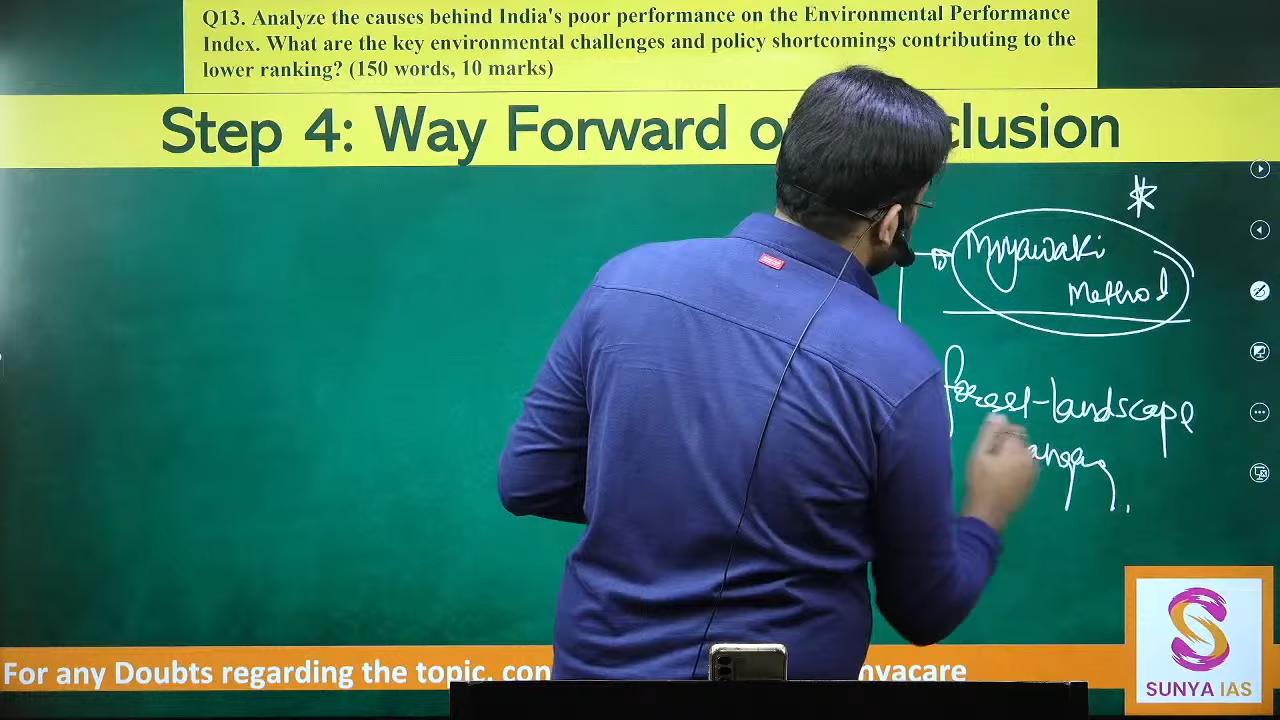 Q13. Analyze the causes behind India's poor performance on the Environmental Performance
Index. What are the key environmental challenges and policy shortcomings contributing to the
lower ranking? (150 words, 10 marks)
Step 4: Way Forward o clusion
Miyawaki
Method
forest-landscape
For any Doubts regarding the topic, con nyacare
SUNYA IAS